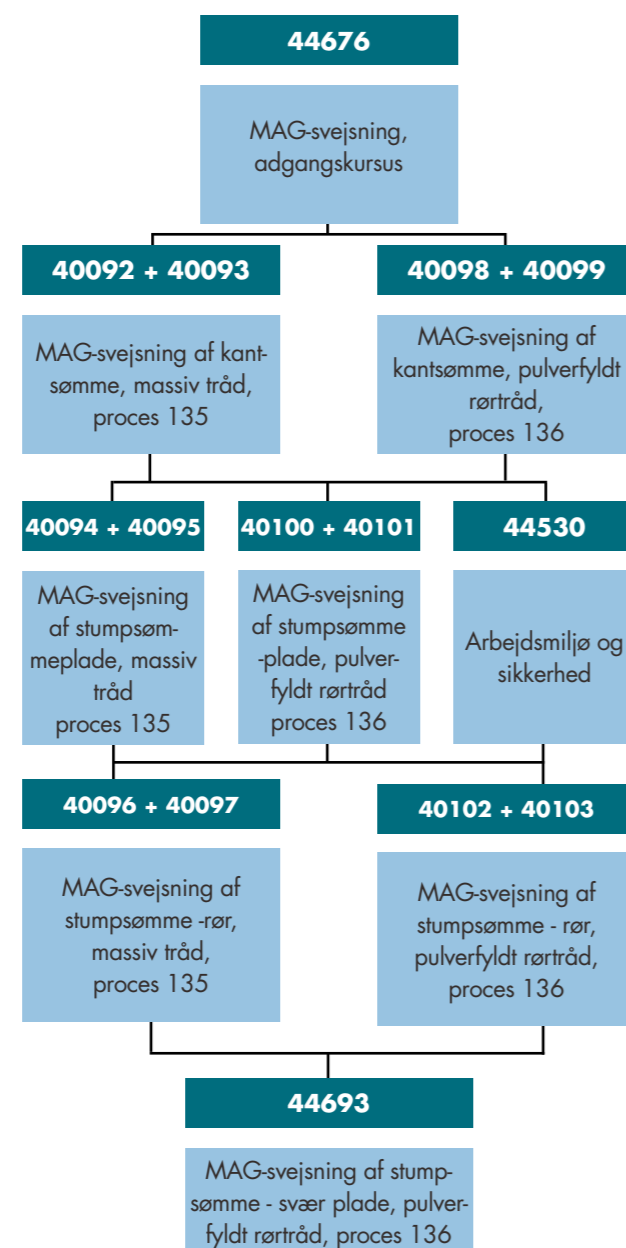 44676
MAG-svejsning,
adgangskursus
40092 + 40093
MAG-svejsning af kant-
sømme, massiv tråd,
proces 135
40098 + 40099
MAG-svejsning af
kantsømme, pulverfyldt
rørtråd,
proces 136
40094 + 40095
MAG-svejsning
af stumpsøm-
meplade, massiv
tråd
proces 135
40100 + 40101
MAG-svejsning
af stumpsømme
-plade, pulver-
fyldt rørtråd
proces 136
44530
Arbejdsmiljø og
sikkerhed
40096 + 40097
MAG-svejsning af
stumpsømme -rør,
massiv tråd,
proces 135
40102 + 40103
MAG-svejsning af
stumpsømme - rør,
pulverfyldt rørtråd,
proces 136
44693
MAG-svejsning af stump-
sømme - svær plade, pulver-
fyldt rørtråd, proces 136